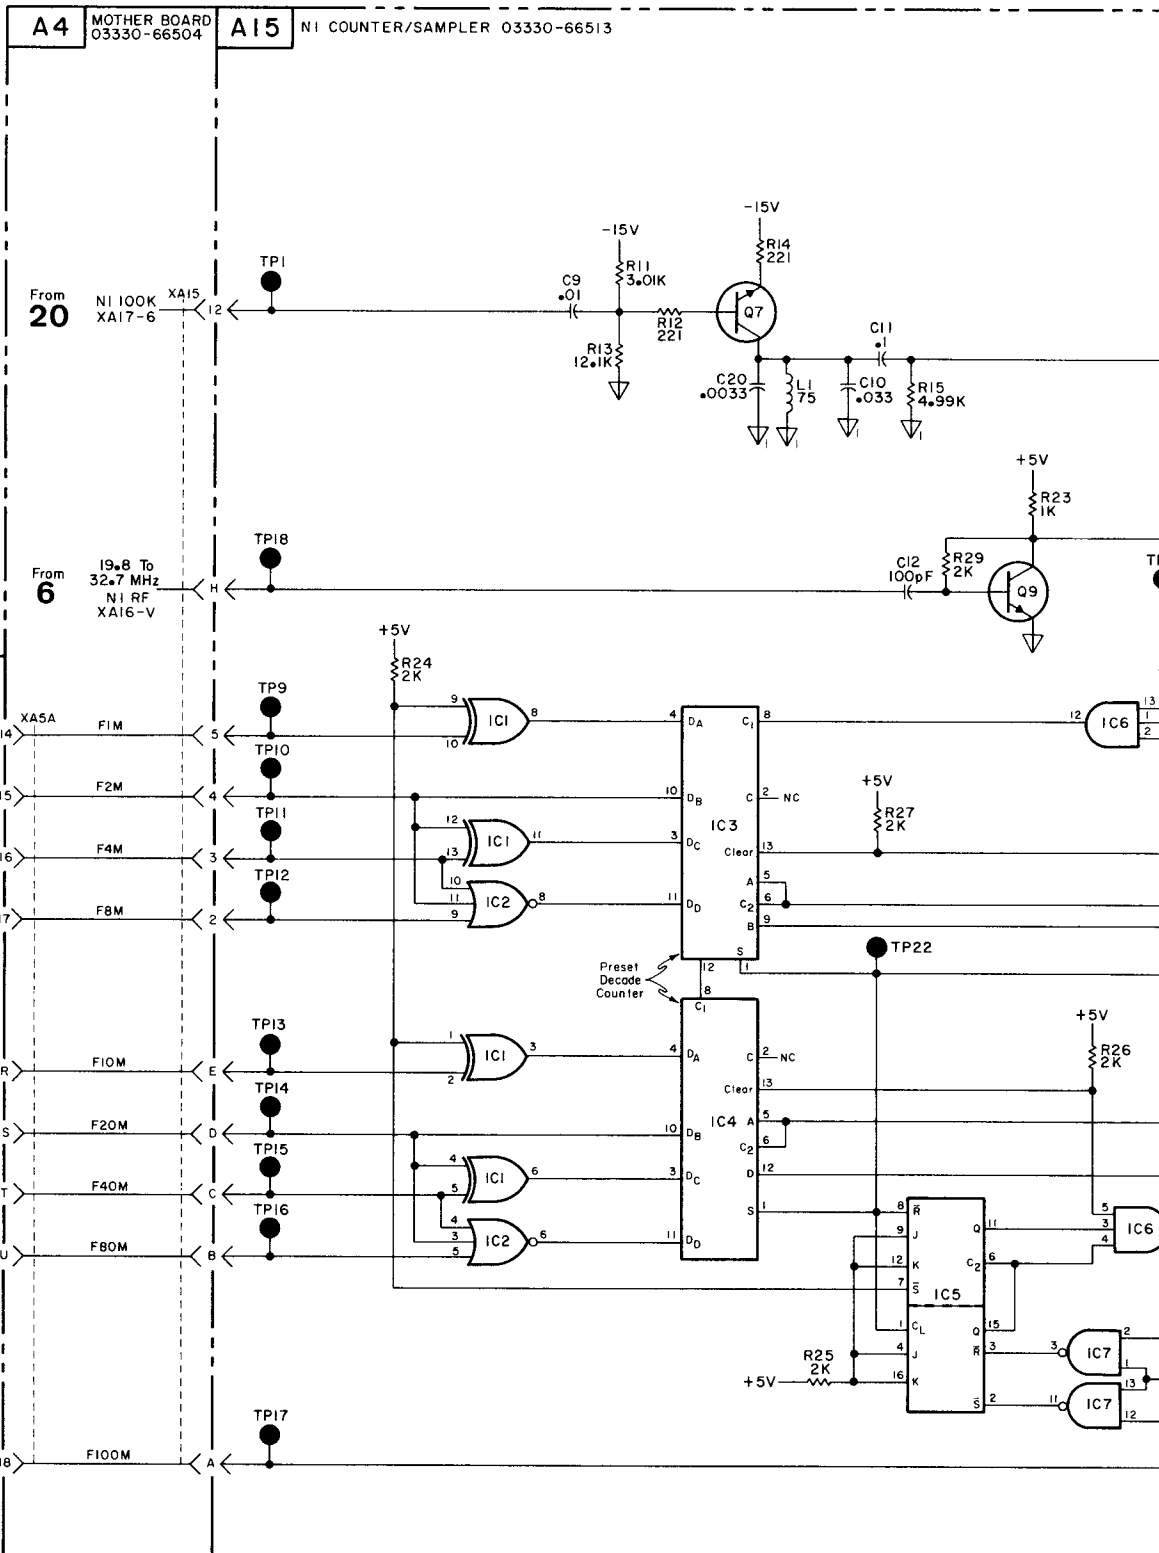 A4
MOTHER BOARD
03330-66504
A15
N1 COUNTER/SAMPLER 03330-66513
From
20
N1 100K
XA17-6
XA15
12
TP1
C9
.01
-15V
R11
3.01K
R13
12.1K
R12
221
-15V
R14
221
Q7
C20
.0033
L1
75
C10
.033
C11
.1
R15
4.99K
1
1
1
1
From
6
19.8 To
32.7 MHz
N1 RF
XA16-V
H
TP18
C12
100pF
R29
2K
+5V
R23
1K
Q9
+5V
R24
2K
XA5A
14
F1M
5
TP9
9
10
IC1
8
4
DA
C1
8
12
IC6
13
1
2
15
F2M
4
TP10
10
DB
C
2
NC
+5V
R27
2K
16
F4M
3
TP11
12
13
IC1
11
3
DC
IC3
Clear
13
17
F8M
2
TP12
10
11
9
IC2
8
11
DD
A
5
C2
6
B
9
S
1
12
Preset
Decade
Counter
TP22
8
C1
+5V
R26
2K
R
F10M
E
TP13
1
2
IC1
3
4
DA
C
2
NC
Clear
13
S
F20M
D
TP14
10
DB
IC4
A
5
C2
6
T
F40M
C
TP15
4
5
IC1
6
3
DC
D
12
S
1
U
F80M
B
TP16
4
3
5
IC2
6
11
DD
8
R̅
9
J
12
K
7
S̅
Q
11
C2
6
IC5
5
3
4
IC6
1
CL
4
J
16
K
Q
15
R̅
3
S̅
2
+5V
R25
2K
3
IC7
2
1
11
IC7
13
12
18
F100M
A
TP17